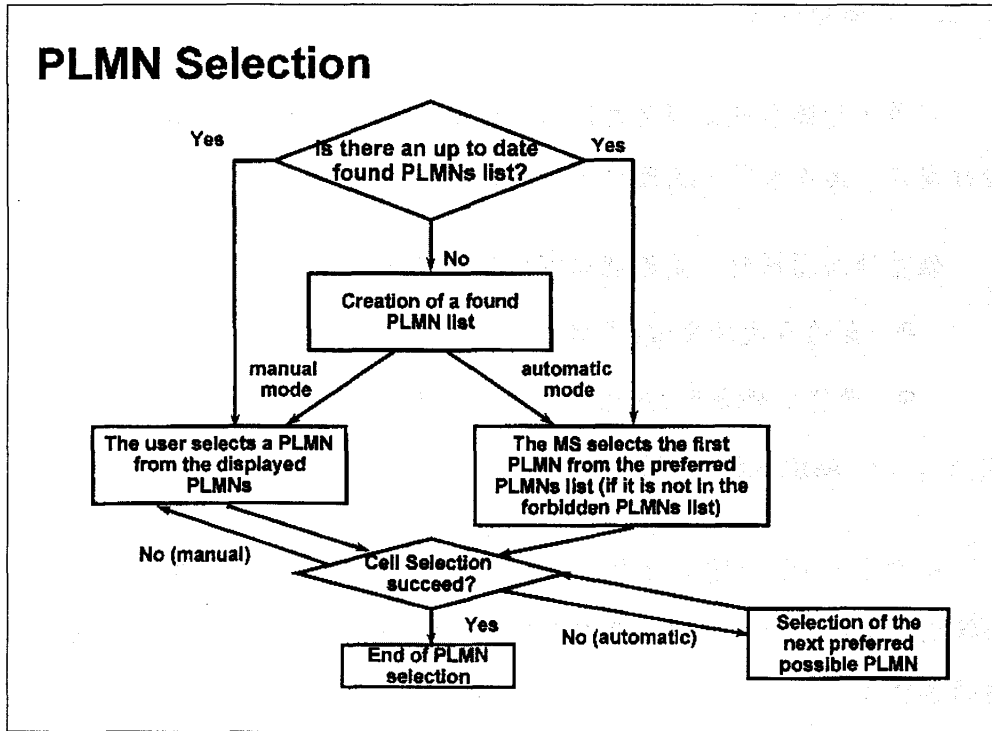 PLMN Selection
Yes
Is there an up to date
found PLMNs list?
Yes
No
Creation of a found
PLMN list
manual
mode
automatic
mode
The user selects a PLMN
from the displayed
PLMNs
The MS selects the first
PLMN from the preferred
PLMNs list (if it is not in the
forbidden PLMNs list)
No (manual)
Cell Selection
succeed?
Yes
No (automatic)
End of PLMN
selection
Selection of the
next preferred
possible PLMN